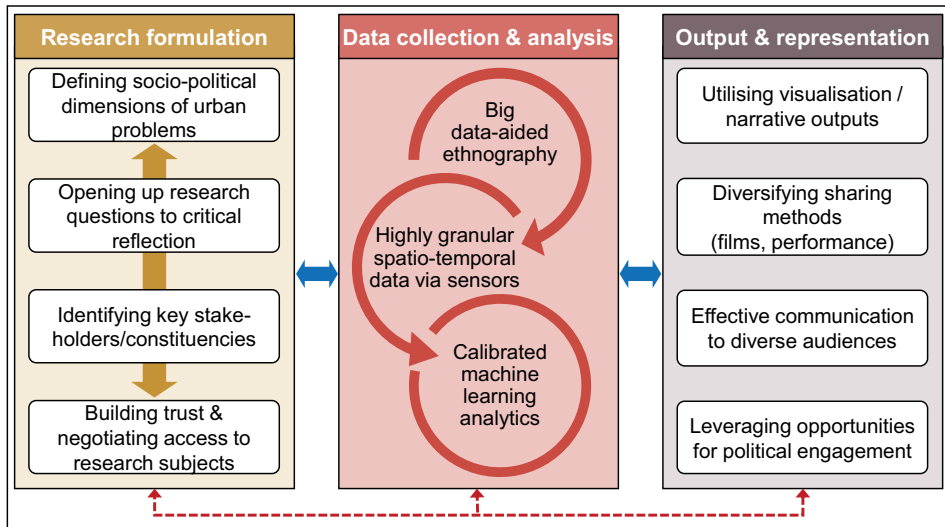 Research formulation
Defining socio-political
dimensions of urban
problems
Opening up research
questions to critical
reflection
Identifying key stake-
holders/constituencies
Building trust &
negotiating access to
research subjects
Data collection & analysis
Big
data-aided
ethnography
Highly granular
spatio-temporal
data via sensors
Calibrated
machine
learning
analytics
Output & representation
Utilising visualisation /
narrative outputs
Diversifying sharing
methods
(films, performance)
Effective communication
to diverse audiences
Leveraging opportunities
for political engagement